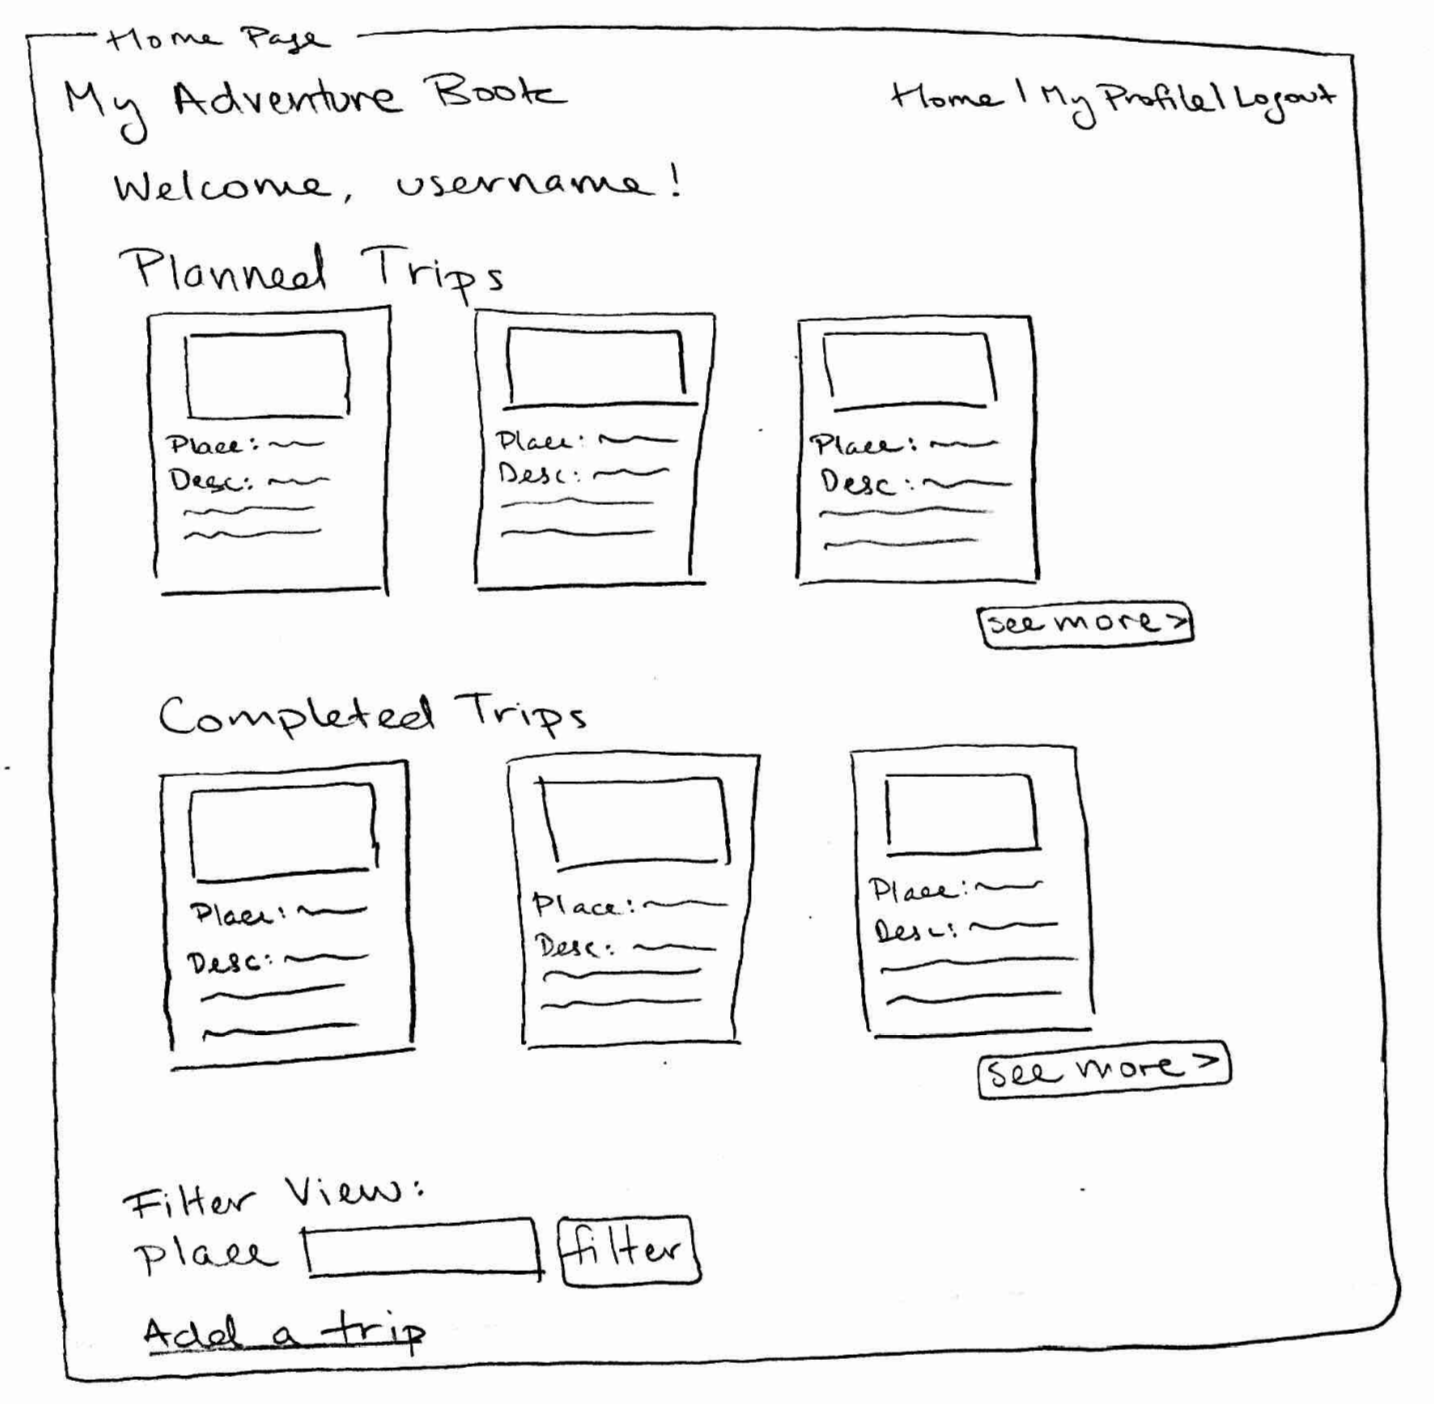 Home Page
My Adventure Book
Home | My Profile | Logout
Welcome, username!
Planned Trips
Place:
Desc:
Place:
Desc:
Place:
Desc:
see more >
Completed Trips
Place:
Desc:
Place:
Desc:
Place:
Desc:
see more >
Filter View:
place
filter
Add a trip